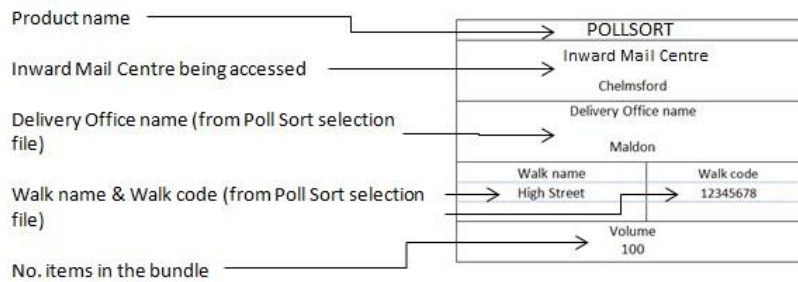 Product name
Inward Mail Centre being accessed
Delivery Office name (from Poll Sort selection
file)
Walk name & Walk code (from Poll Sort selection
file)
No. items in the bundle
POLLSORT
Inward Mail Centre
Chelmsford
Delivery Office name
Maldon
Walk name Walk code
High Street 12345678
Volume
100